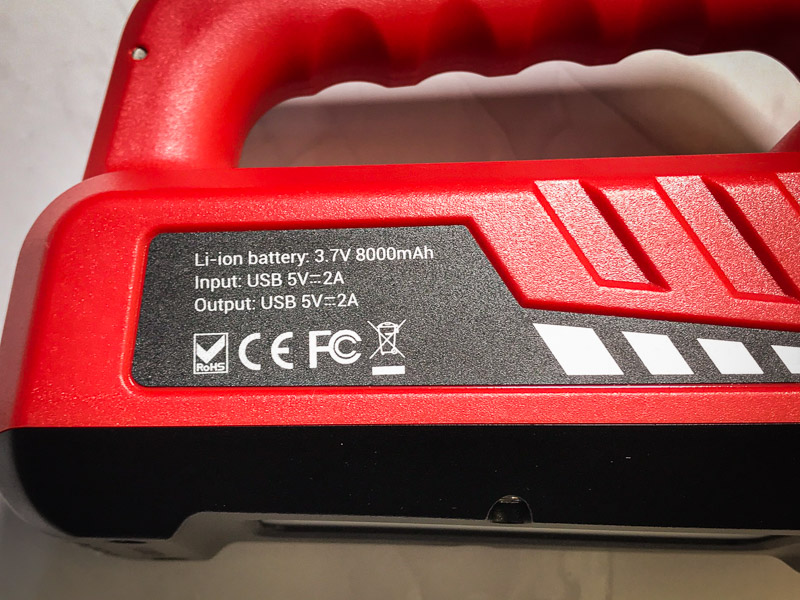 Li-ion battery: 3.7V 8000mAh
Input: USB 5V⎓2A
Output: USB 5V⎓2A
RoHS CE FC